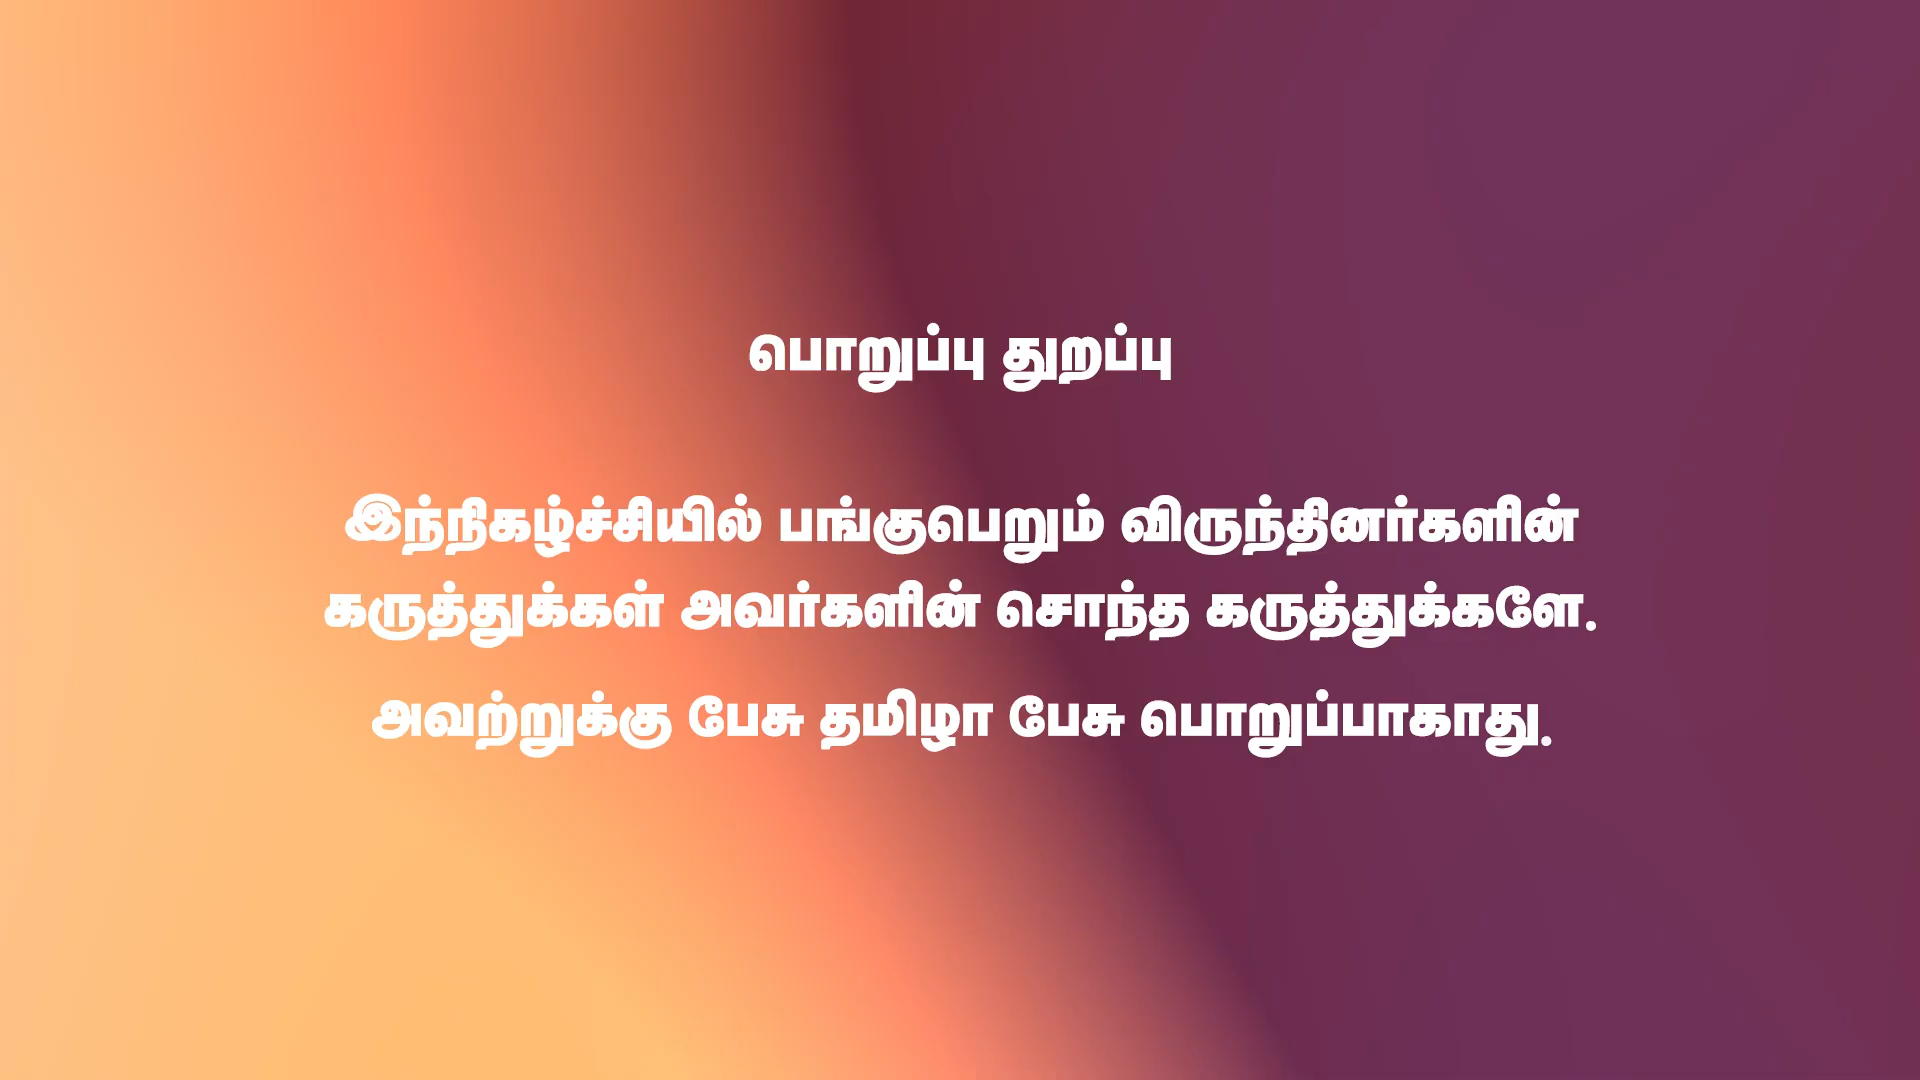 பொறுப்பு துறப்பு
இந்நிகழ்ச்சியில் பங்குபெறும் விருந்தினர்களின்
கருத்துக்கள் அவர்களின் சொந்த கருத்துக்களே.
அவற்றுக்கு பேசு தமிழா பேசு பொறுப்பாகாது.